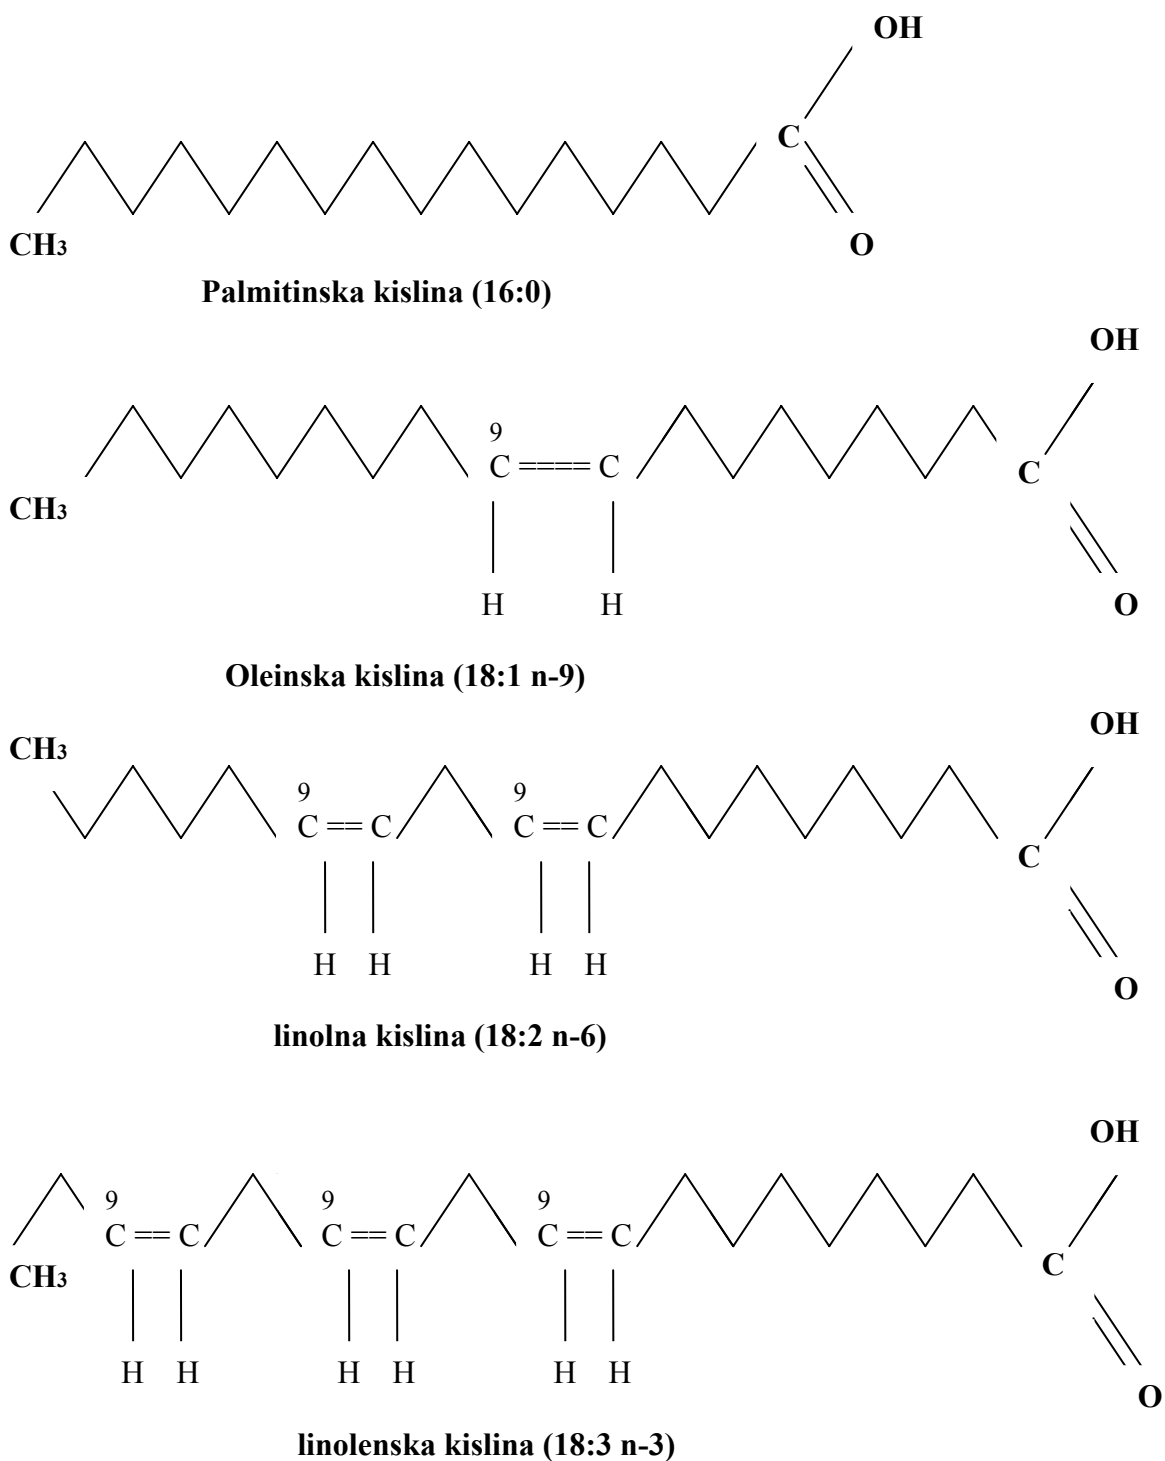 OH
C
CH3
O
Palmitinska kislina (16:0)
OH
9
C ==== C
C
CH3
H H
O
Oleinska kislina (18:1 n-9)
OH
CH3
9 9
C == C C == C
C
H H H H
O
linolna kislina (18:2 n-6)
OH
9 9 9
C == C C == C C == C
C
CH3
H H H H H H
O
linolenska kislina (18:3 n-3)